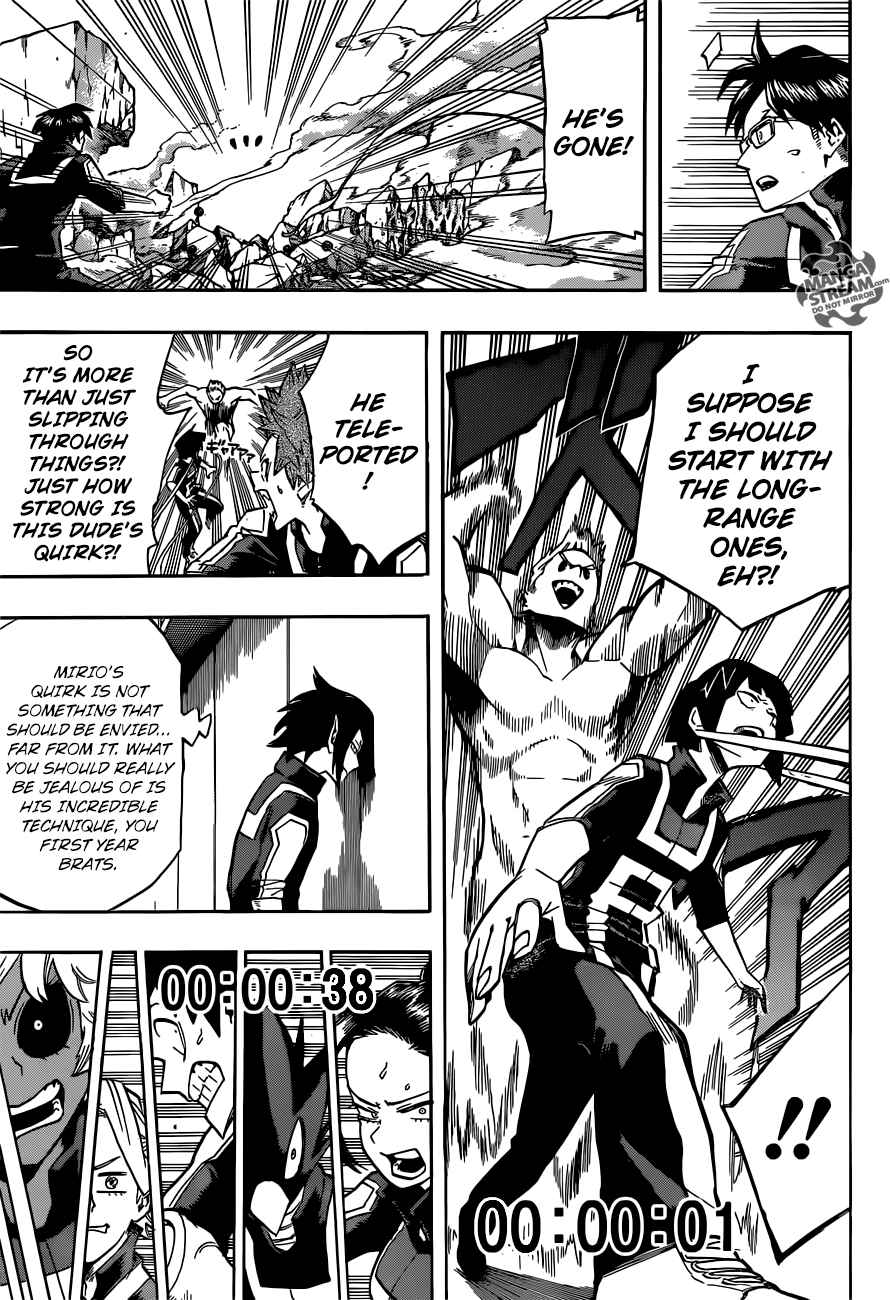 HE'S
GONE!
MANGA
STREAM.com
DO NOT MIRROR
I
SUPPOSE
I SHOULD
START WITH
THE LONG-
RANGE
ONES,
EH?!
!!
00:00:01
HE
TELE-
PORTED
!
SO
IT'S MORE
THAN JUST
SLIPPING
THROUGH
THINGS?!
JUST HOW
STRONG IS
THIS DUDE'S
QUIRK?!
MIRIO'S
QUIRK IS NOT
SOMETHING THAT
SHOULD BE ENVIED...
FAR FROM IT. WHAT
YOU SHOULD REALLY
BE JEALOUS OF IS
HIS INCREDIBLE
TECHNIQUE, YOU
FIRST YEAR
BRATS.
00:00:38